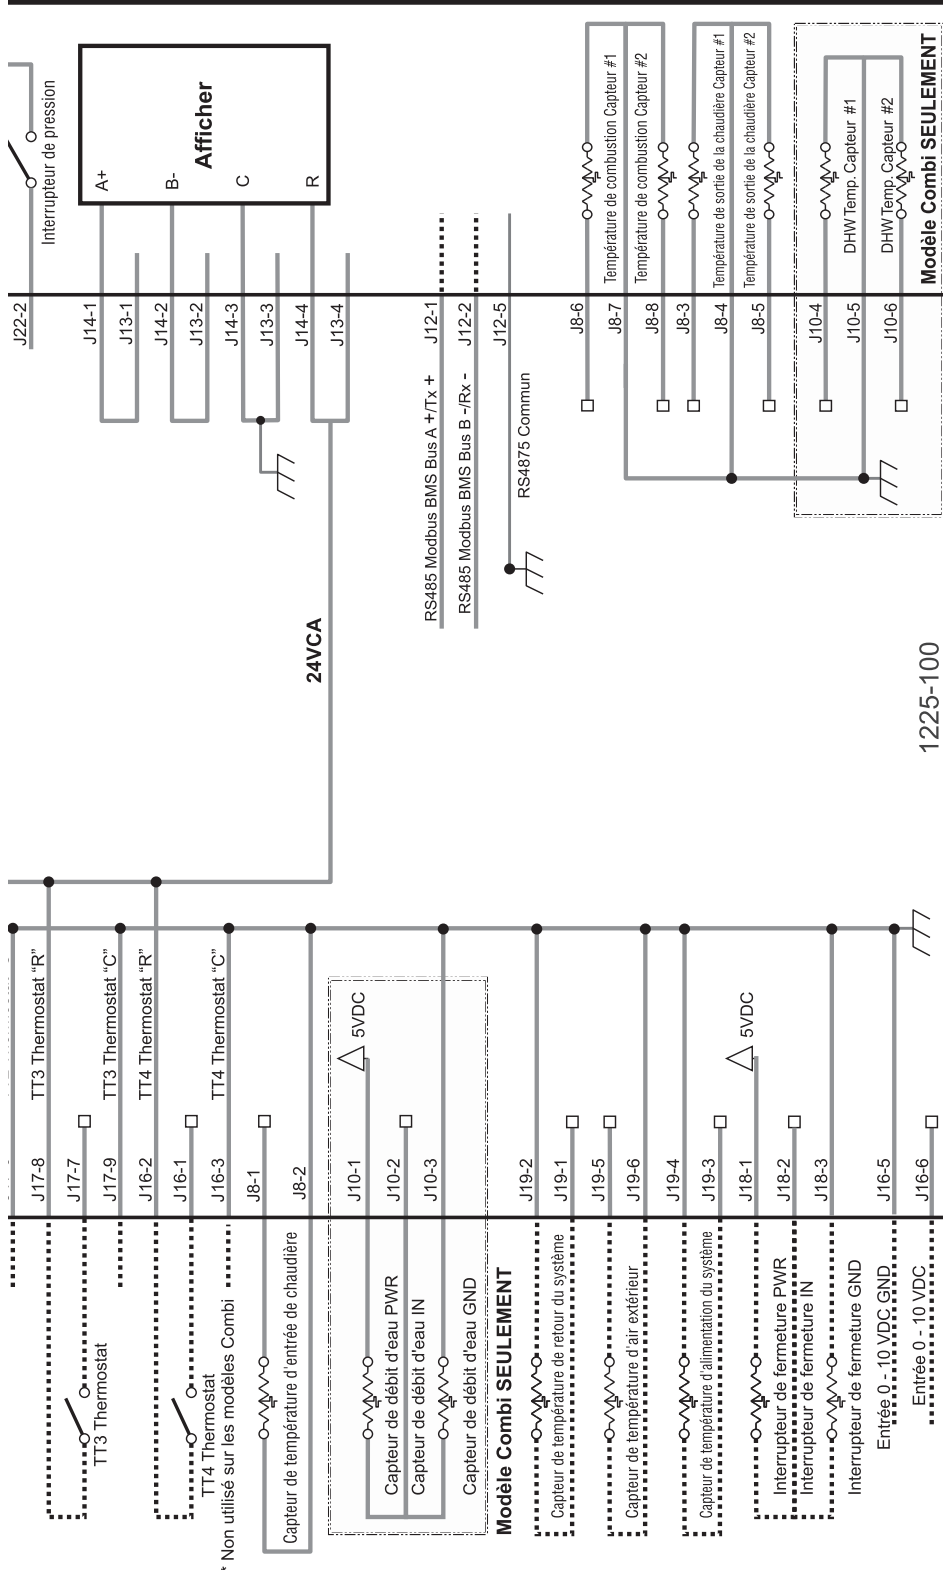 J22-2
Interrupteur de pression
Afficher
A+
B-
C
R
J14-1
J13-1
J14-2
J13-2
J14-3
J13-3
J14-4
J13-4
24VCA
RS485 Modbus BMS Bus A +/Tx +
J12-1
RS485 Modbus BMS Bus B -/Rx -
J12-2
RS4875 Commun
J12-5
J8-6
J8-7
J8-8
J8-3
J8-4
J8-5
Température de combustion Capteur #1
Température de combustion Capteur #2
Température de sortie de la chaudière Capteur #1
Température de sortie de la chaudière Capteur #2
J10-4
J10-5
J10-6
DHW Temp. Capteur #1
DHW Temp. Capteur #2
Modèle Combi SEULEMENT
1225-100
J17-8
TT3 Thermostat “R”
J17-7
TT3 Thermostat
J17-9
TT3 Thermostat “C”
J16-2
TT4 Thermostat “R”
J16-1
TT4 Thermostat
* Non utilisé sur les modèles Combi
J16-3
TT4 Thermostat “C”
J8-1
J8-2
Capteur de température d'entrée de chaudière
J10-1
5VDC
J10-2
J10-3
Capteur de débit d'eau PWR
Capteur de débit d'eau IN
Capteur de débit d'eau GND
Modèle Combi SEULEMENT
J19-2
J19-1
Capteur de température de retour du système
J19-5
J19-6
Capteur de température d'air extérieur
J19-4
J19-3
Capteur de température d'alimentation du système
J18-1
5VDC
J18-2
J18-3
Interrupteur de fermeture PWR
Interrupteur de fermeture IN
Interrupteur de fermeture GND
J16-5
Entrée 0 - 10 VDC GND
J16-6
Entrée 0 - 10 VDC